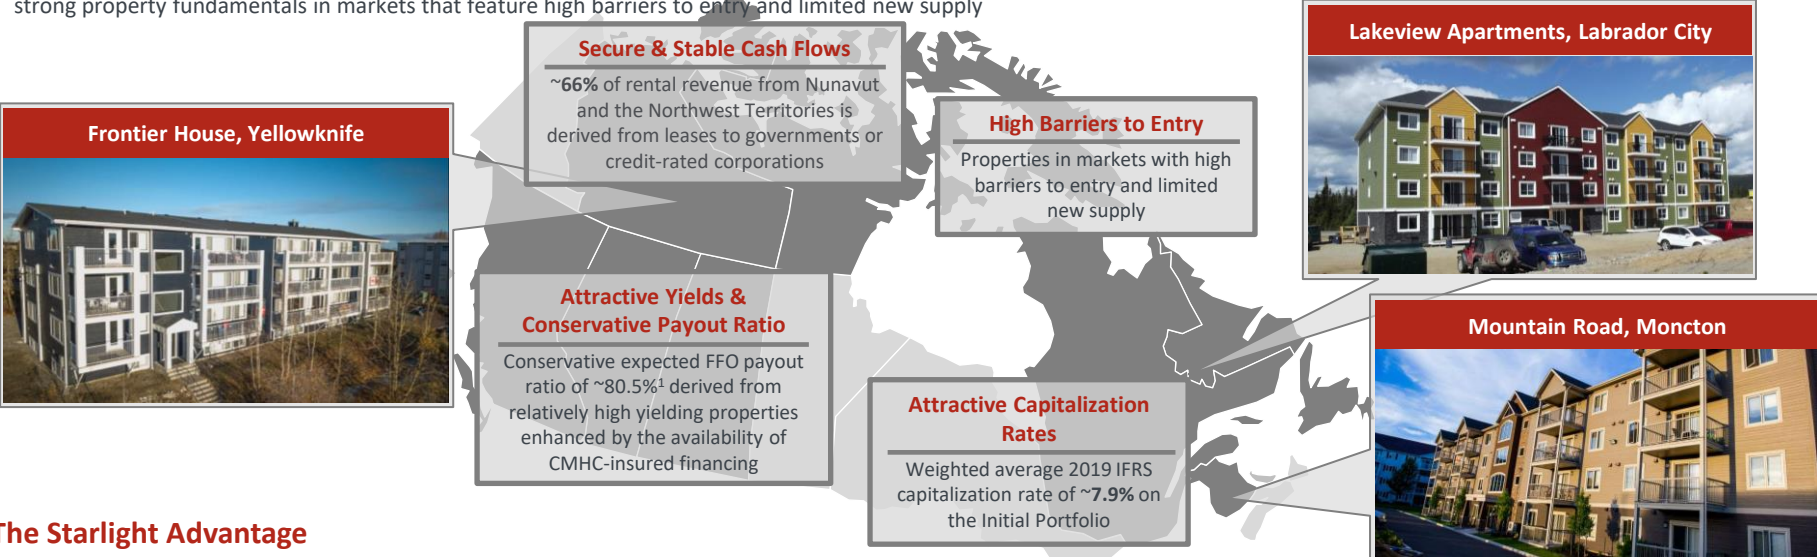 strong property fundamentals in markets that feature high barriers to entry and limited new supply
Secure & Stable Cash Flows
~66% of rental revenue from Nunavut
and the Northwest Territories is
derived from leases to governments or
credit-rated corporations
Lakeview Apartments, Labrador City
Frontier House, Yellowknife
High Barriers to Entry
Properties in markets with high
barriers to entry and limited
new supply
Attractive Yields &
Conservative Payout Ratio
Conservative expected FFO payout
ratio of ~80.5%¹ derived from
relatively high yielding properties
enhanced by the availability of
CMHC-insured financing
Mountain Road, Moncton
Attractive Capitalization
Rates
Weighted average 2019 IFRS
capitalization rate of ~7.9% on
the Initial Portfolio
The Starlight Advantage